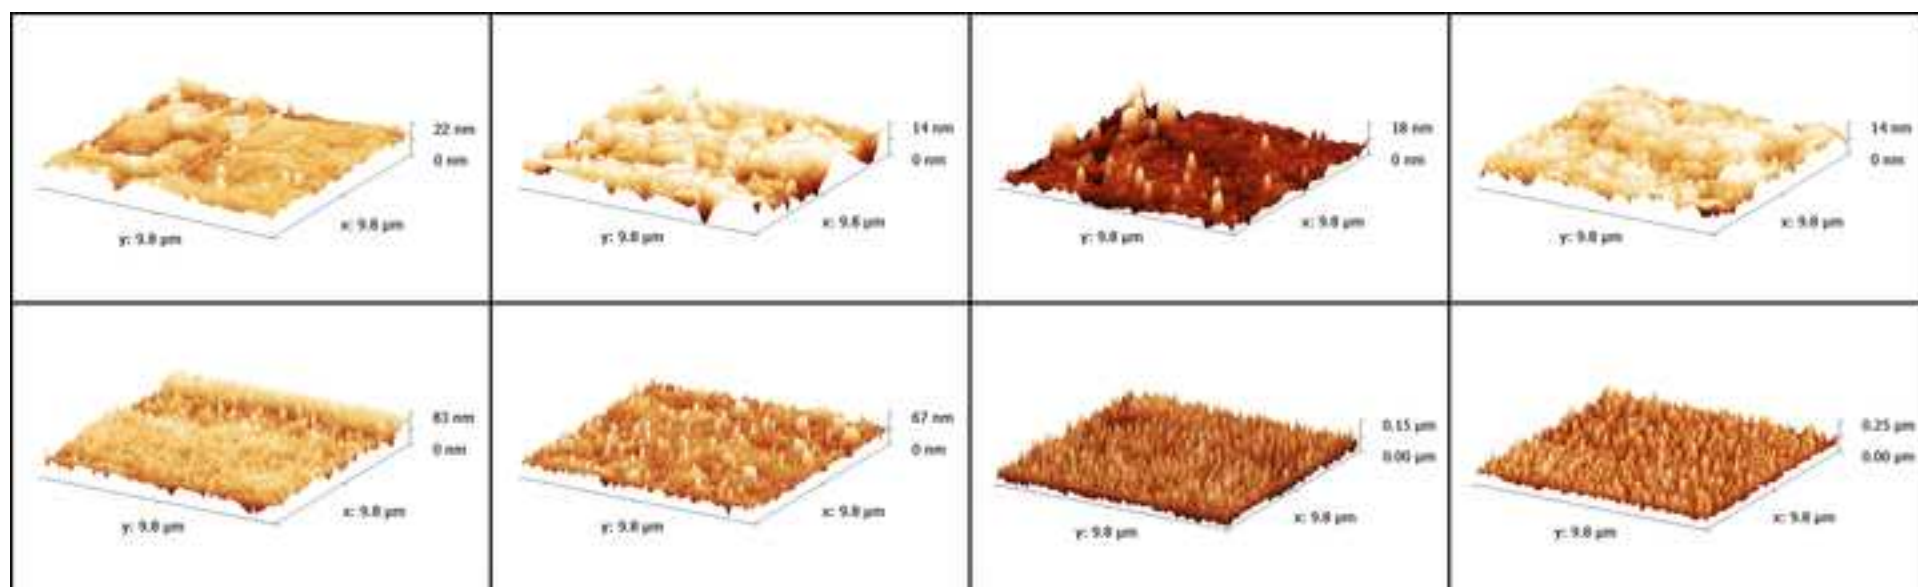 22 nm
0 nm
x: 9.8 µm
y: 9.8 µm
14 nm
0 nm
x: 9.8 µm
y: 9.8 µm
18 nm
0 nm
x: 9.8 µm
y: 9.8 µm
14 nm
0 nm
x: 9.8 µm
y: 9.8 µm
83 nm
0 nm
x: 9.8 µm
y: 9.8 µm
67 nm
0 nm
x: 9.8 µm
y: 9.8 µm
0.15 µm
0.00 µm
x: 9.8 µm
y: 9.8 µm
0.25 µm
0.00 µm
x: 9.8 µm
y: 9.8 µm